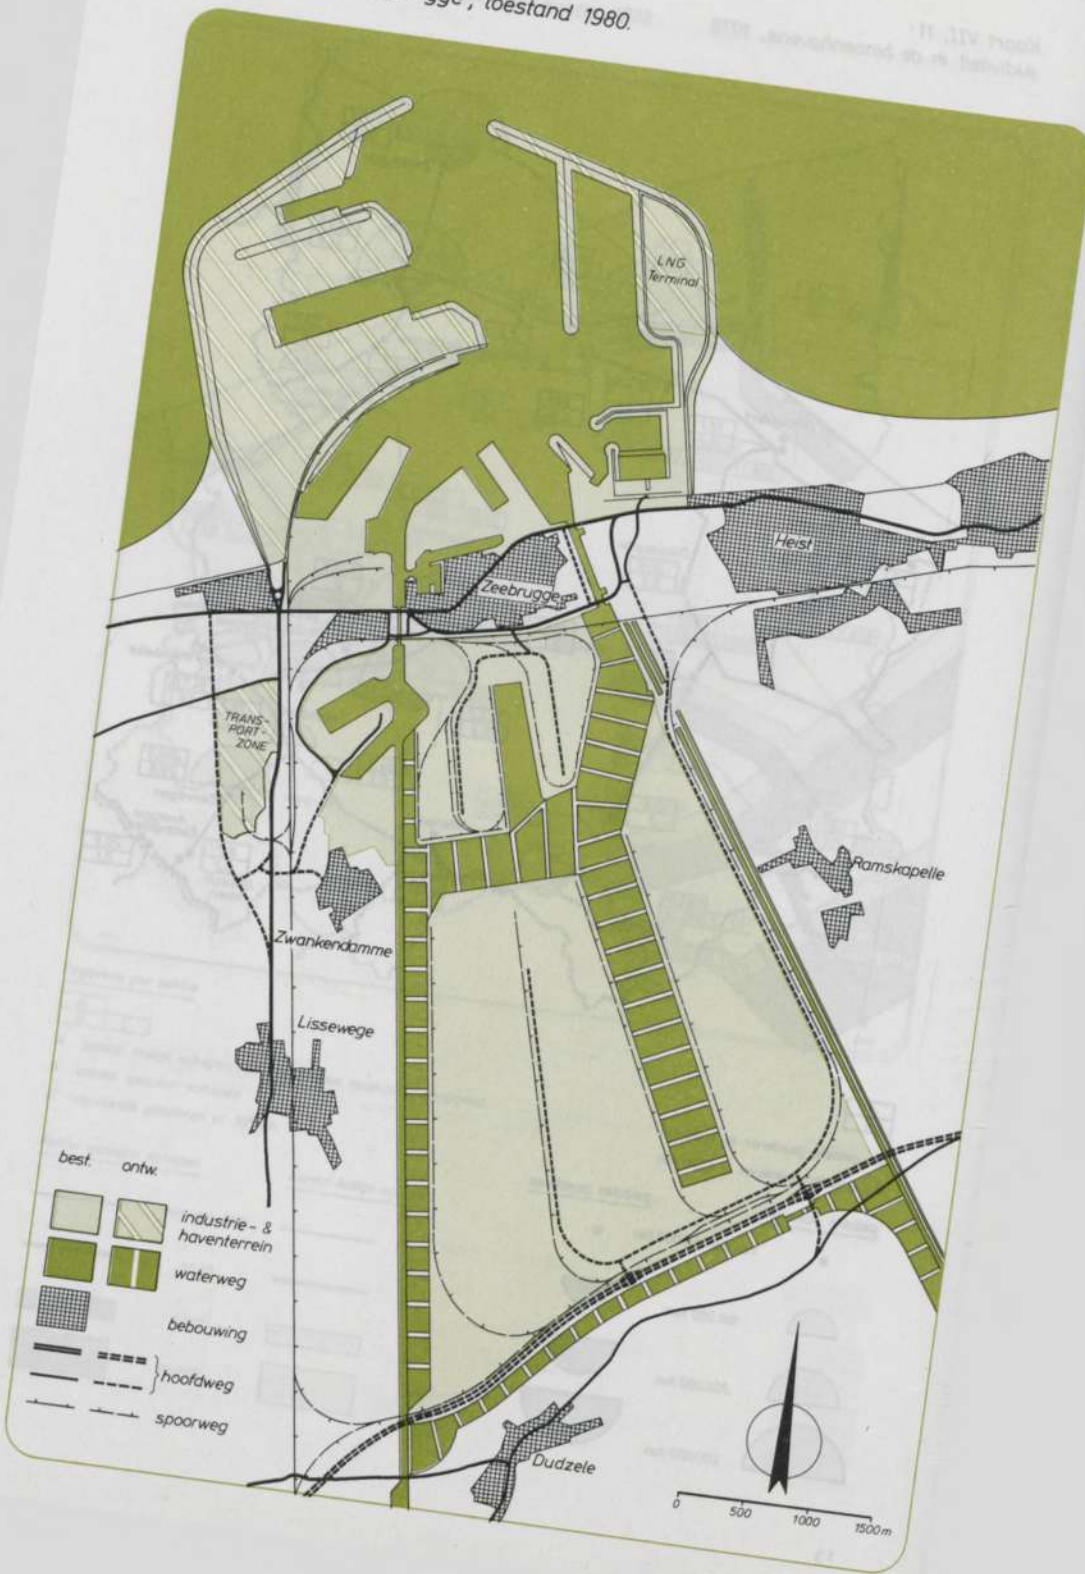 toestand 1980.
LNG
Terminal
Heist
Zeebrugge
TRANS-
PORT-
ZONE
Ramskapelle
Zwankendamme
Lissewege
best. ontw.
industrie- &
haventerrein
waterweg
bebouwing
hoofdweg
spoorweg
Dudzele
0 500 1000 1500m